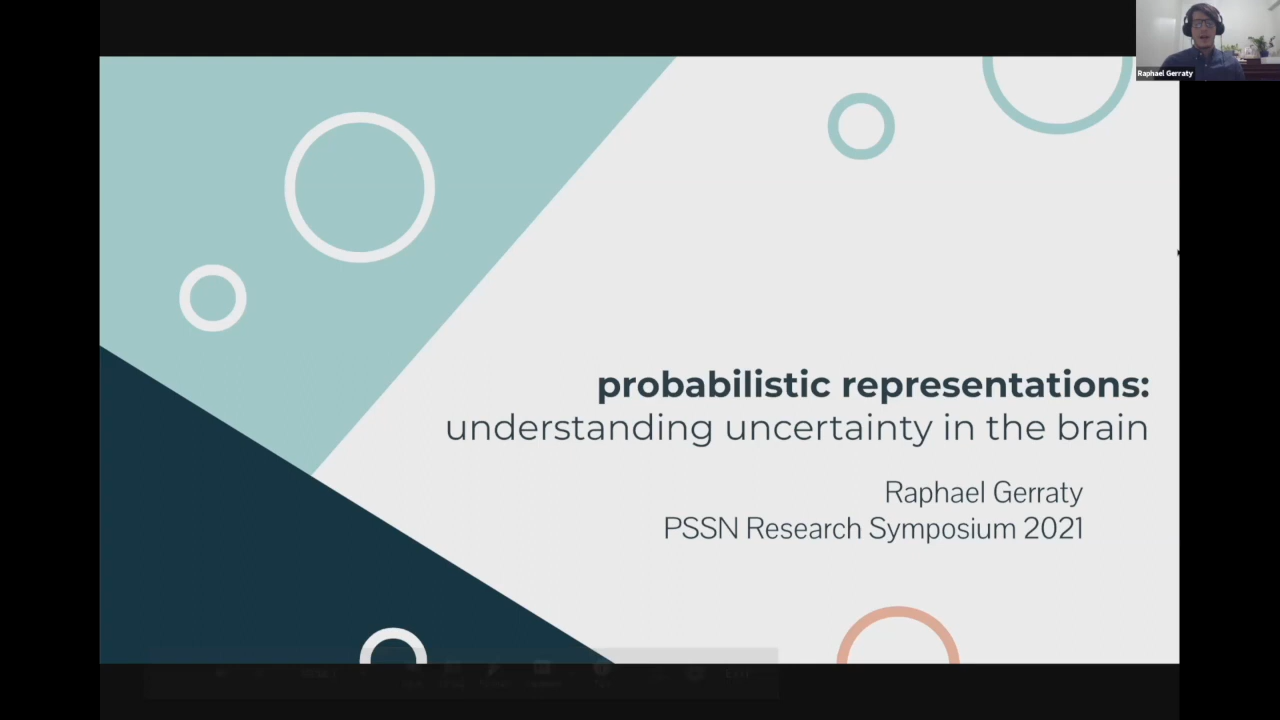 Raphael Gerraty
probabilistic representations:
understanding uncertainty in the brain
Raphael Gerraty
PSSN Research Symposium 2021